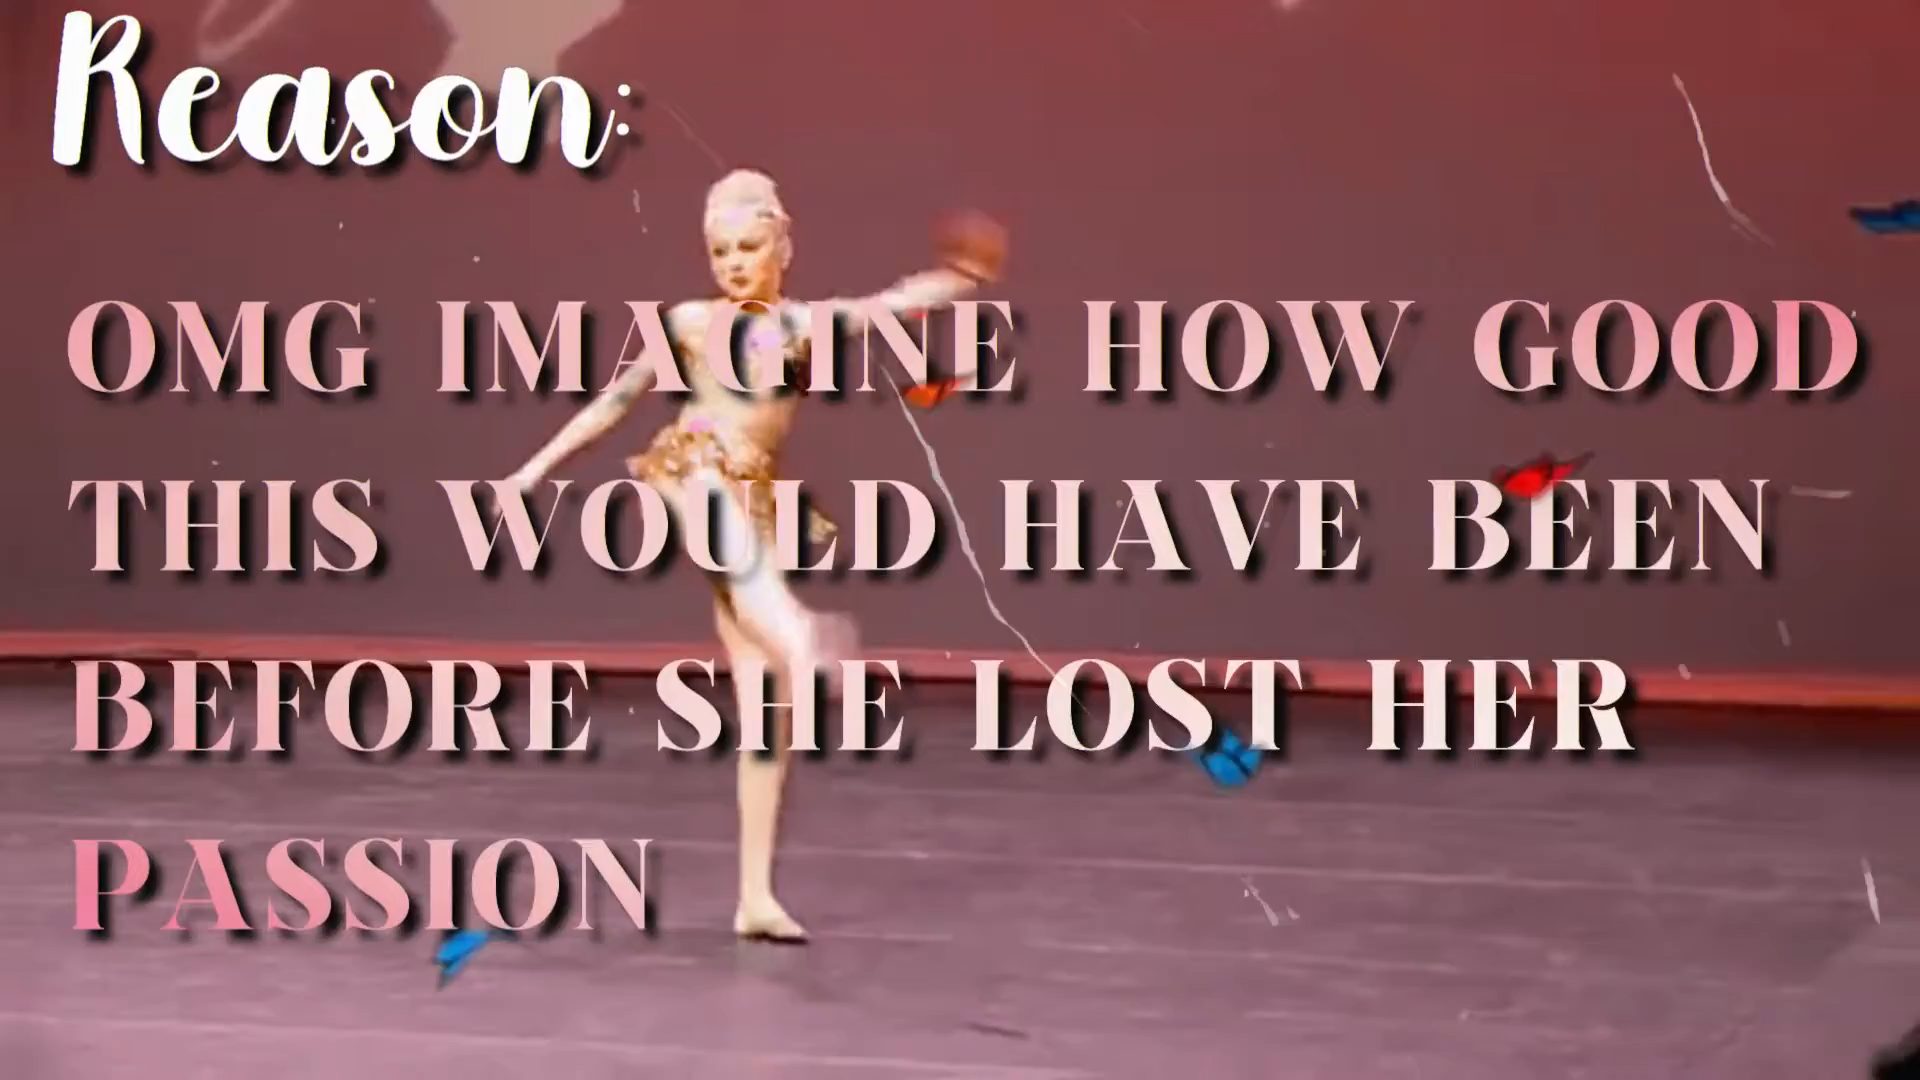 Reason:
OMG IMAGINE HOW GOOD
THIS WOULD HAVE BEEN
BEFORE SHE LOST HER
PASSION